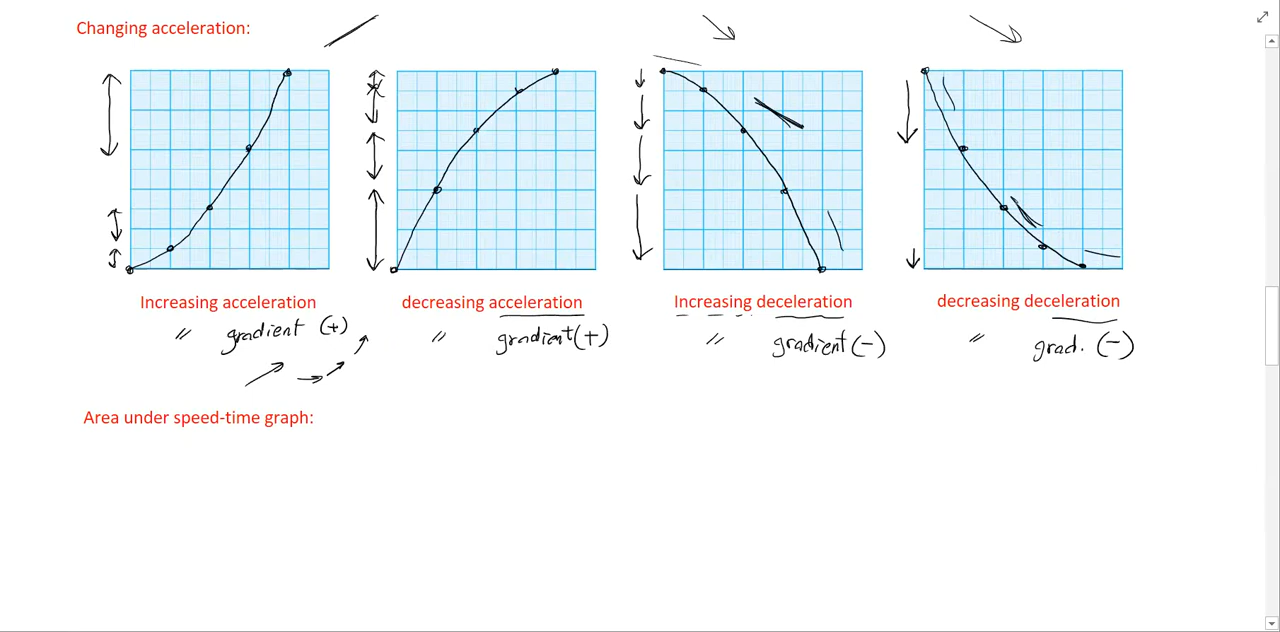 Changing acceleration:
Increasing acceleration
decreasing acceleration
Increasing deceleration
decreasing deceleration
" gradient (+)
" gradient (+)
" gradient (-)
" grad. (-)
Area under speed-time graph: